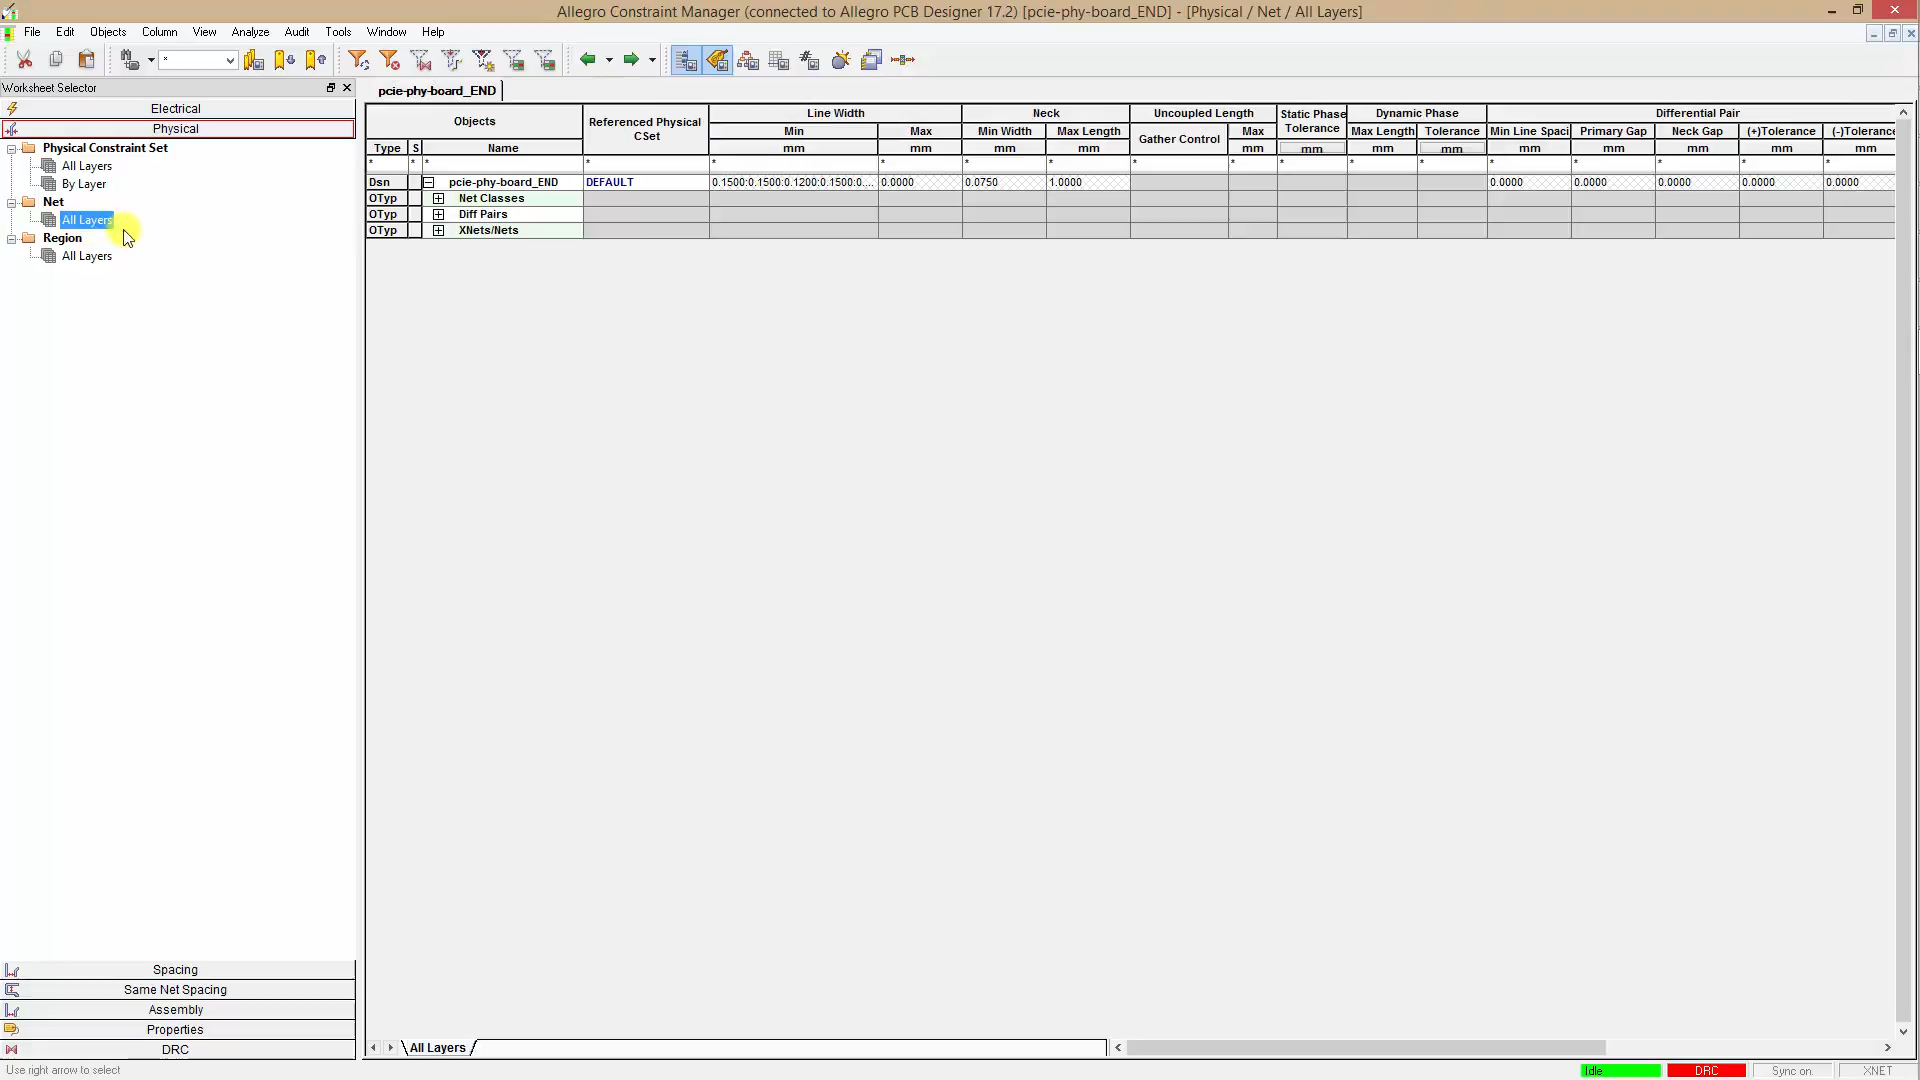 Allegro Constraint Manager (connected to Allegro PCB Designer 17.2) [pcie-phy-board_END] - [Physical / Net / All Layers]
File Edit Objects Column View Analyze Audit Tools Window Help
*
Worksheet Selector
Electrical
Physical
Physical Constraint Set
All Layers
By Layer
Net
All Layers
Region
All Layers
Spacing
Same Net Spacing
Assembly
Properties
DRC
pcie-phy-board_END
Objects Referenced Physical CSet Line Width Neck Uncoupled Length Static Phase Tolerance Dynamic Phase Differential Pair
Min Max Min Width Max Length Gather Control Max Max Length Tolerance Min Line Spaci Primary Gap Neck Gap (+)Tolerance (-)Tolerance
Type S Name mm mm mm mm mm mm mm mm mm mm mm mm mm
* * * * * * * * * * * * * * * * * *
Dsn pcie-phy-board_END DEFAULT 0.1500:0.1500:0.1200:0.1500:0.... 0.0000 0.0750 1.0000 0.0000 0.0000 0.0000 0.0000 0.0000
OTyp Net Classes
OTyp Diff Pairs
OTyp XNets/Nets
All Layers
Use right arrow to select
Idle DRC Sync on XNET